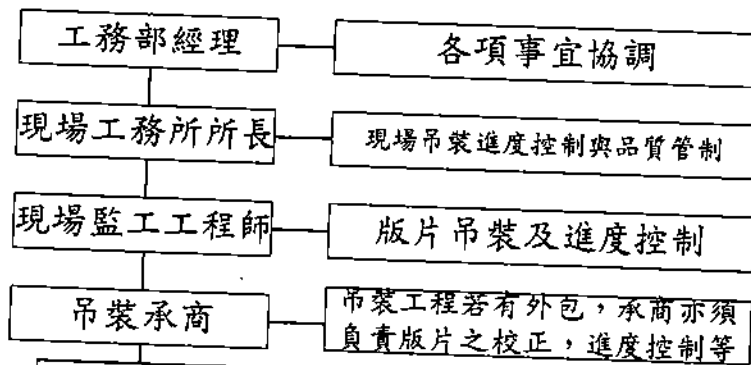 工務部經理
各項事宜協調
現場工務所所長
現場吊裝進度控制與品質管制
現場監工工程師
版片吊裝及進度控制
吊裝承商
吊裝工程若有外包，承商亦須
負責版片之校正，進度控制等